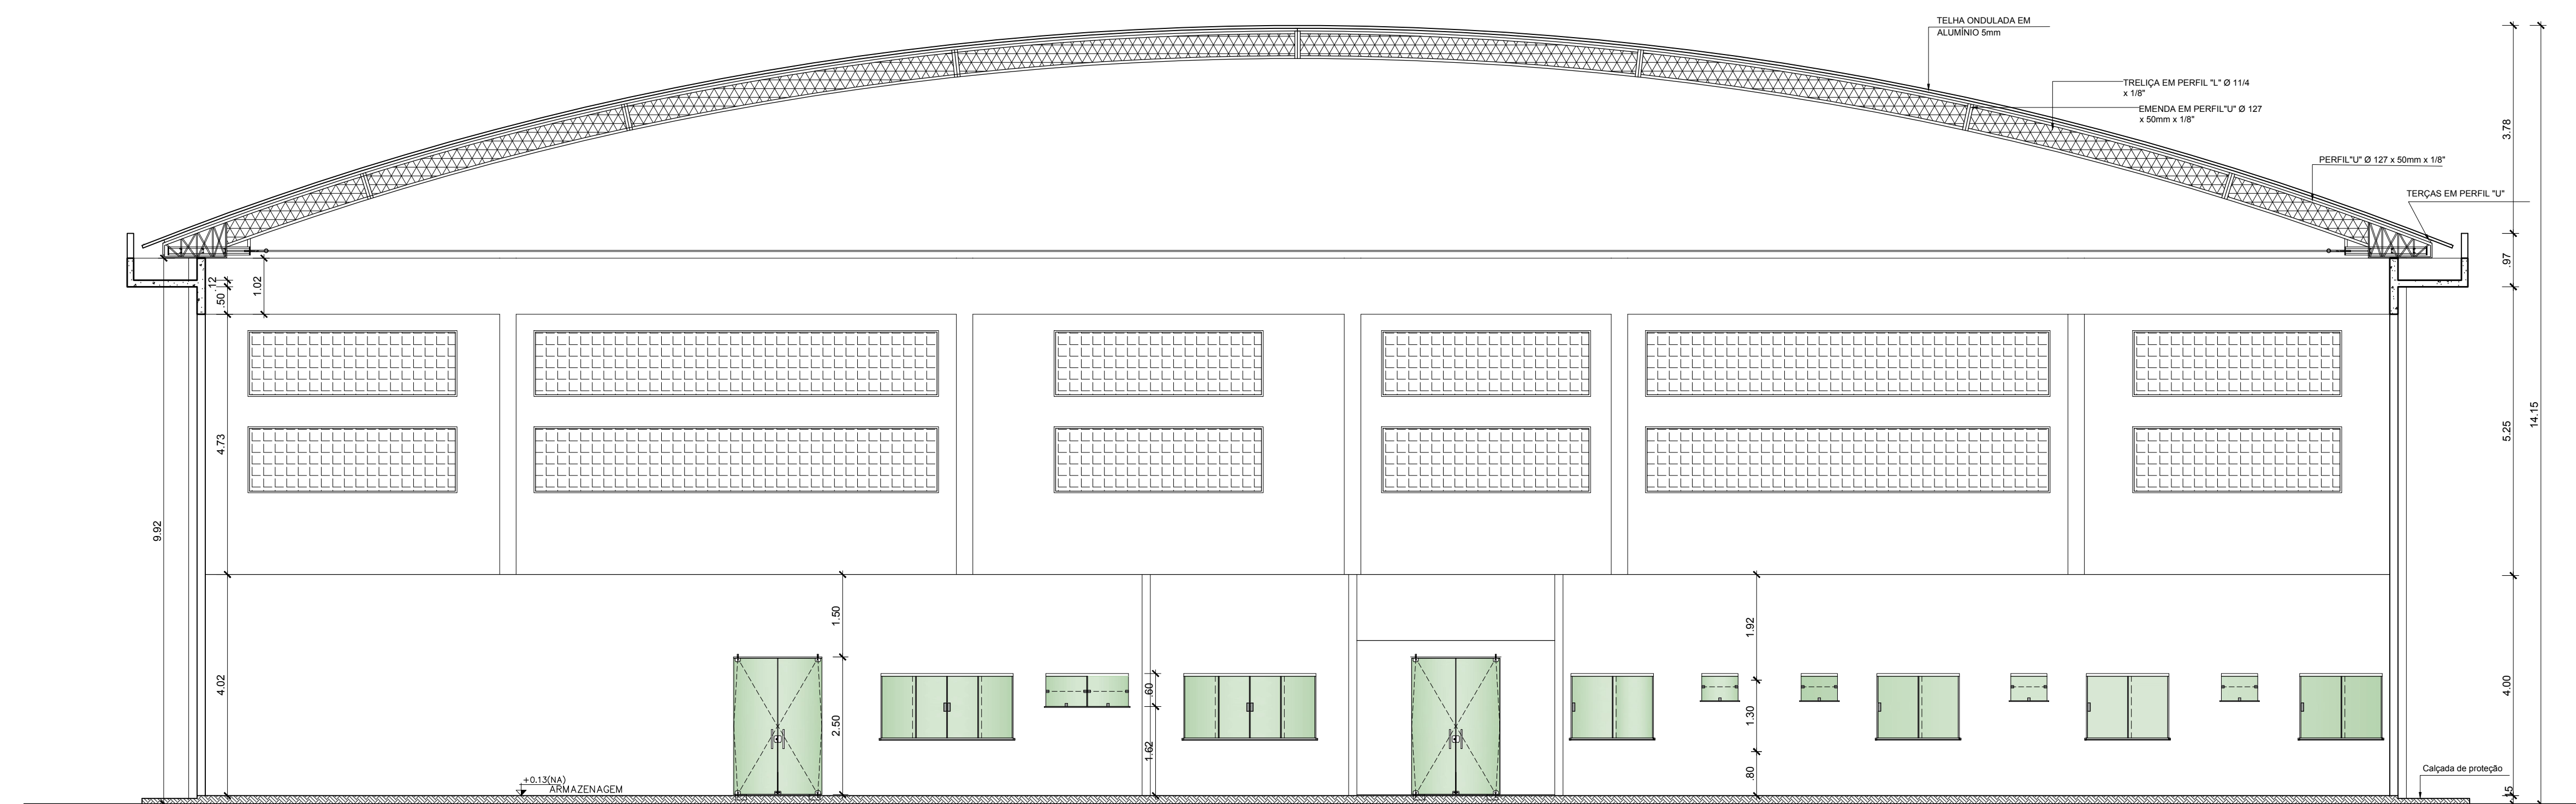 TELHA ONDULADA EM
ALUMÍNIO 5mm
TRELIÇA EM PERFIL "L" Ø 11/4
x 1/8"
EMENDA EM PERFIL"U" Ø 127
x 50mm x 1/8"
PERFIL"U" Ø 127 x 50mm x 1/8"
TERÇAS EM PERFIL "U"
3.78
.97
5.25
14.15
4.00
.15
.12
.50
1.02
4.73
9.92
4.02
1.50
2.50
.60
1.62
1.92
1.30
.80
+0.13(NA)
ARMAZENAGEM
Calçada de proteção